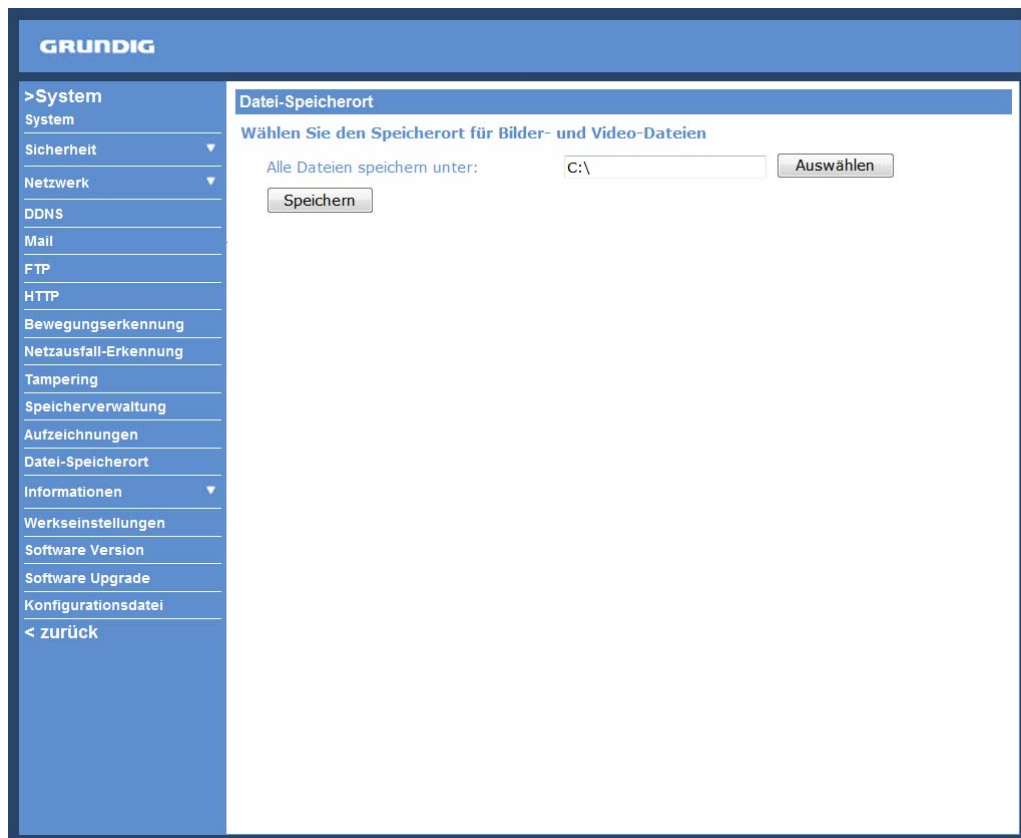 GRUNDIG
>System
System
Sicherheit
Netzwerk
DDNS
Mail
FTP
HTTP
Bewegungserkennung
Netzausfall-Erkennung
Tampering
Speicherverwaltung
Aufzeichnungen
Datei-Speicherort
Informationen
Werkseinstellungen
Software Version
Software Upgrade
Konfigurationsdatei
< zurück
Datei-Speicherort
Wählen Sie den Speicherort für Bilder- und Video-Dateien
Alle Dateien speichern unter: C:\ Auswählen
Speichern